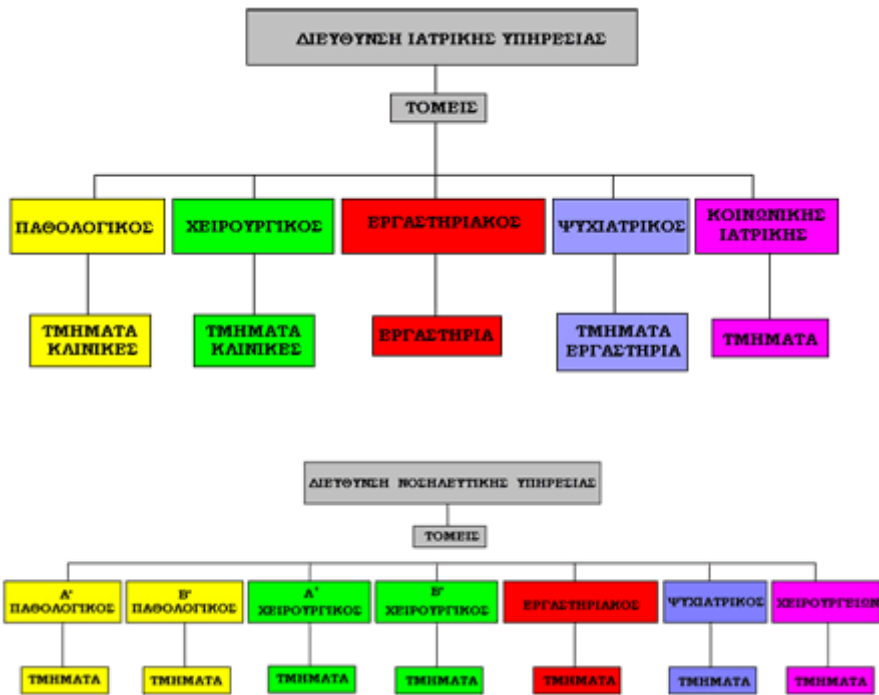 ΔΙΕΥΘΥΝΣΗ ΙΑΤΡΙΚΗΣ ΥΠΗΡΕΣΙΑΣ
ΤΟΜΕΙΣ
ΠΑΘΟΛΟΓΙΚΟΣ
ΧΕΙΡΟΥΡΓΙΚΟΣ
ΕΡΓΑΣΤΗΡΙΑΚΟΣ
ΨΥΧΙΑΤΡΙΚΟΣ
ΚΟΙΝΩΝΙΚΗΣ
ΙΑΤΡΙΚΗΣ
ΤΜΗΜΑΤΑ
ΚΛΙΝΙΚΕΣ
ΤΜΗΜΑΤΑ
ΚΛΙΝΙΚΕΣ
ΕΡΓΑΣΤΗΡΙΑ
ΤΜΗΜΑΤΑ
ΕΡΓΑΣΤΗΡΙΑ
ΤΜΗΜΑΤΑ
ΔΙΕΥΘΥΝΣΗ ΝΟΣΗΛΕΥΤΙΚΗΣ ΥΠΗΡΕΣΙΑΣ
ΤΟΜΕΙΣ
Α'
ΠΑΘΟΛΟΓΙΚΟΣ
Β'
ΠΑΘΟΛΟΓΙΚΟΣ
Α'
ΧΕΙΡΟΥΡΓΙΚΟΣ
Β'
ΧΕΙΡΟΥΡΓΙΚΟΣ
ΕΡΓΑΣΤΗΡΙΑΚΟΣ
ΨΥΧΙΑΤΡΙΚΟΣ
ΧΕΙΡΟΥΡΓΕΙΩΝ
ΤΜΗΜΑΤΑ
ΤΜΗΜΑΤΑ
ΤΜΗΜΑΤΑ
ΤΜΗΜΑΤΑ
ΤΜΗΜΑΤΑ
ΤΜΗΜΑΤΑ
ΤΜΗΜΑΤΑ